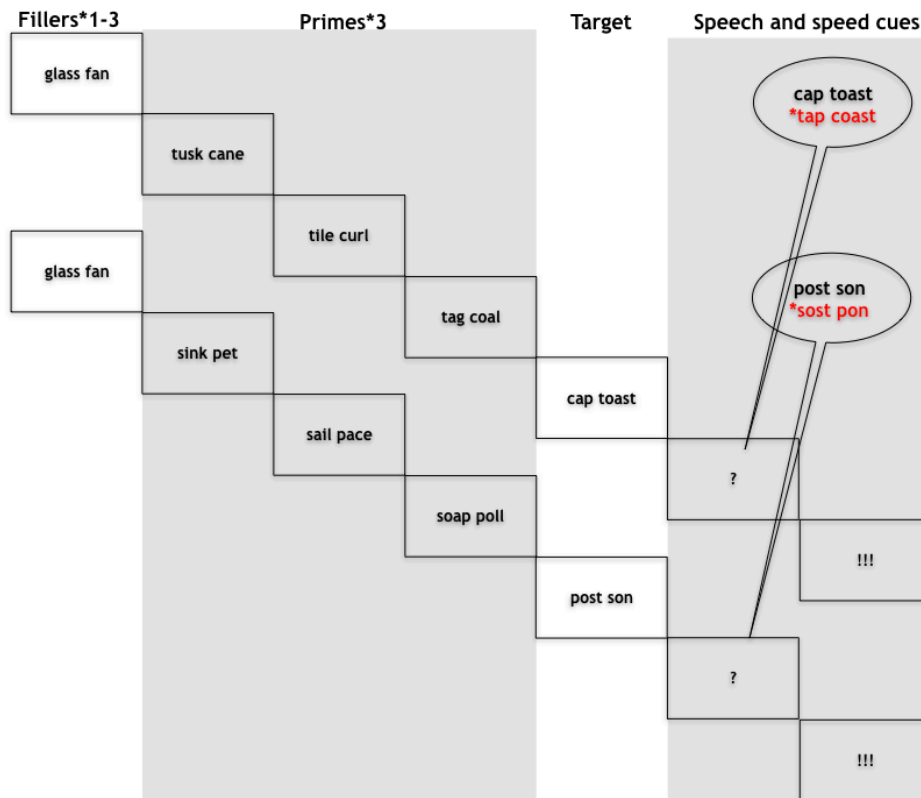 Fillers*1-3
Primes*3
Target
Speech and speed cues
glass fan
cap toast
*tap coast
tusk cane
tile curl
glass fan
post son
*sost pon
tag coal
sink pet
cap toast
sail pace
?
soap poll
!!!
post son
?
!!!